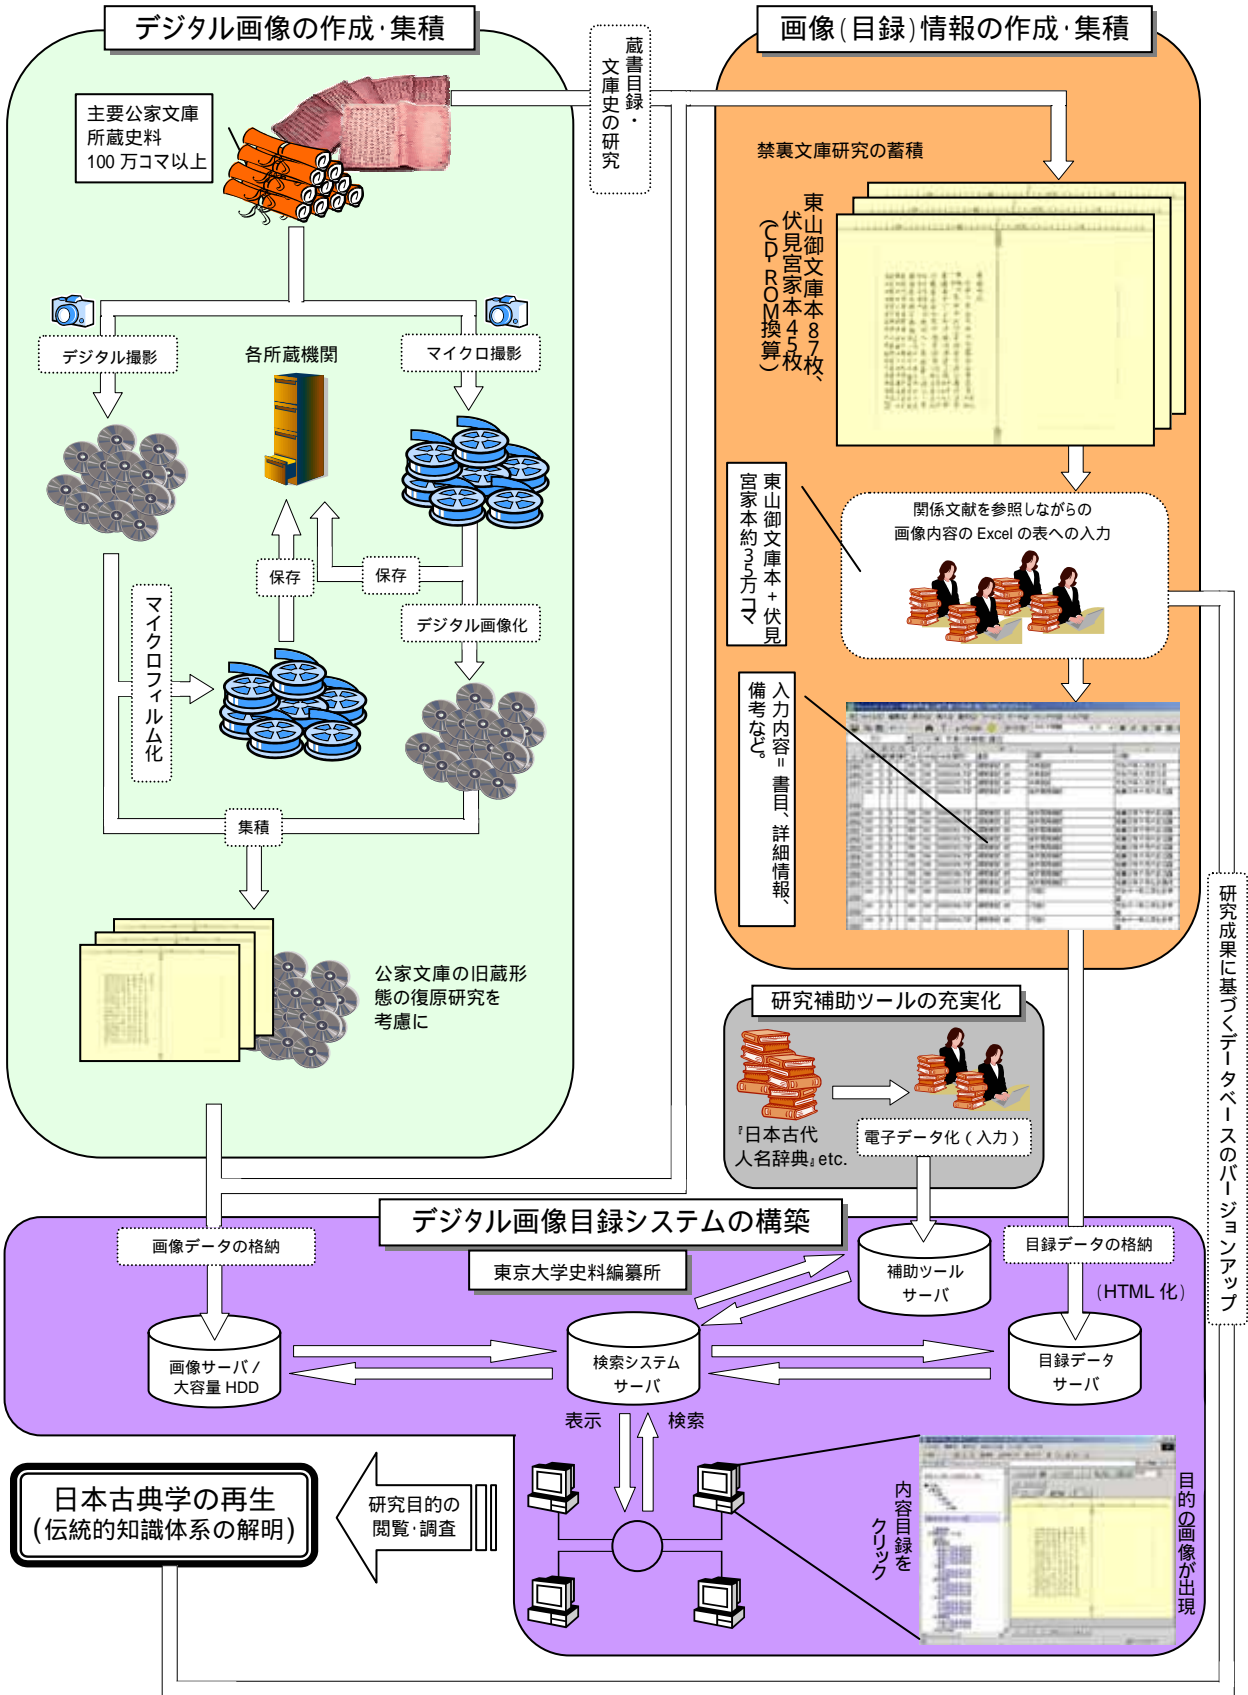 デジタル画像の作成･集積
主要公家文庫
所蔵史料
100 万コマ以上
デジタル撮影
各所蔵機関
マイクロ撮影
保存
保存
デジタル画像化
マイクロフィルム化
集積
公家文庫の旧蔵形
態の復原研究を
考慮に
蔵書目録・
文庫史の研究
画像(目録)情報の作成･集積
禁裏文庫研究の蓄積
東山御文庫本87枚、
伏見宮家本45枚
(CD-ROM換算)
東山御文庫本+伏見
宮家本約35万コマ
関係文献を参照しながらの
画像内容の Excel の表への入力
入力内容=書目、詳細情報、
備考など。
研究補助ツールの充実化
『日本古代
人名辞典』etc.
電子データ化(入力)
研究成果に基づくデータベースのバージョンアップ
デジタル画像目録システムの構築
東京大学史料編纂所
画像データの格納
補助ツール
サーバ
目録データの格納
(HTML 化)
画像サーバ/
大容量 HDD
検索システム
サーバ
目録データ
サーバ
表示
検索
内容目録を
クリック
目的の画像が出現
研究目的の
閲覧･調査
日本古典学の再生
(伝統的知識体系の解明)